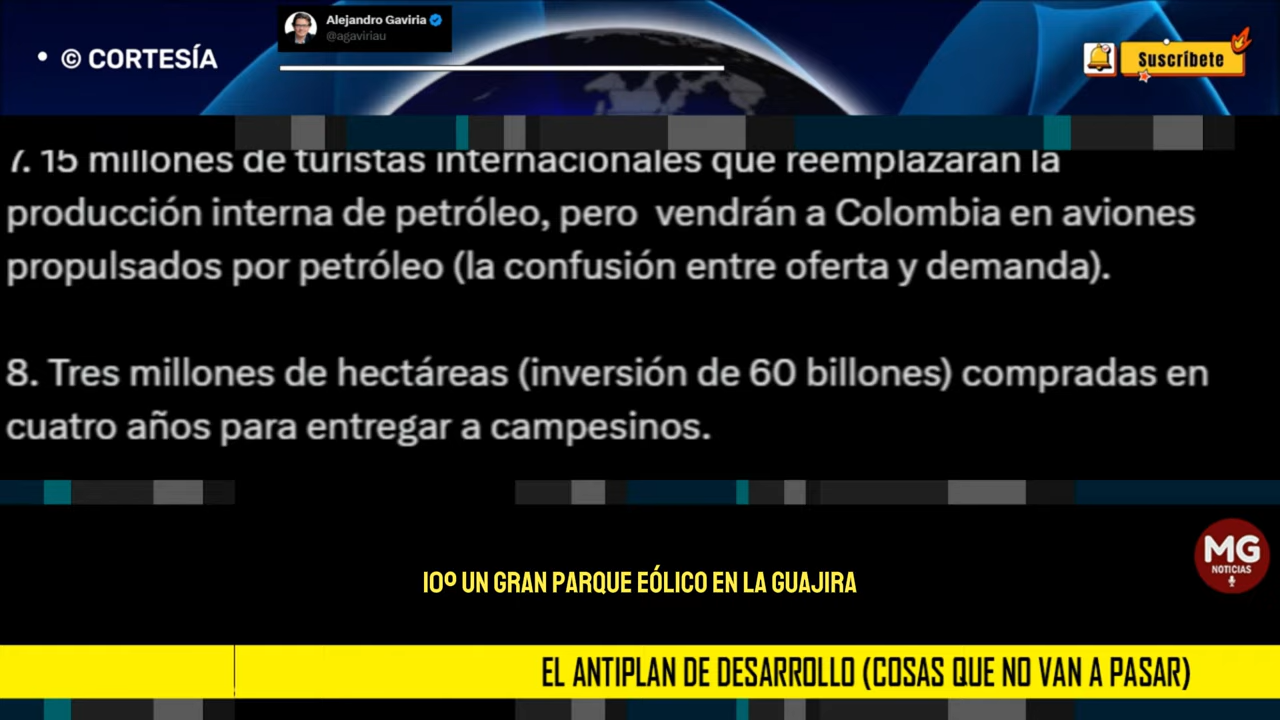 Alejandro Gaviria
@agaviriau
• © CORTESÍA
Suscríbete
7. 15 millones de turistas internacionales que reemplazarán la
producción interna de petróleo, pero vendrán a Colombia en aviones
propulsados por petróleo (la confusión entre oferta y demanda).
8. Tres millones de hectáreas (inversión de 60 billones) compradas en
cuatro años para entregar a campesinos.
MG
NOTICIAS
10º UN GRAN PARQUE EÓLICO EN LA GUAJIRA
EL ANTIPLAN DE DESARROLLO (COSAS QUE NO VAN A PASAR)